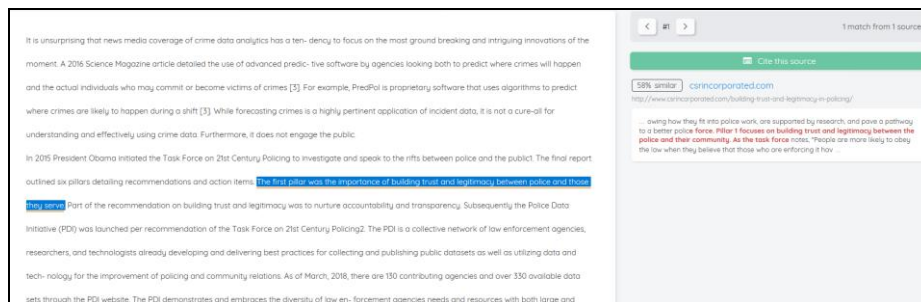 It is unsurprising that news media coverage of crime data analytics has a ten- dency to focus on the most ground breaking and intriguing innovations of the
moment. A 2016 Science Magazine article detailed the use of advanced predic- tive software by agencies looking both to predict where crimes will happen
and the actual individuals who may commit or become victims of crimes [3]. For example, PredPol is proprietary software that uses algorithms to predict
where crimes are likely to happen during a shift [3]. While forecasting crimes is a highly pertinent application of incident data, it is not a cure-all for
understanding and effectively using crime data. Furthermore, it does not engage the public.
In 2015 President Obama initiated the Task Force on 21st Century Policing to investigate and speak to the rifts between police and the public1. The final report
outlined six pillars detailing recommendations and action items. The first pillar was the importance of building trust and legitimacy between police and those
they serve. Part of the recommendation on building trust and legitimacy was to nurture accountability and transparency. Subsequently the Police Data
Initiative (PDI) was launched per recommendation of the Task Force on 21st Century Policing2. The PDI is a collective network of law enforcement agencies,
researchers, and technologists already developing and delivering best practices for collecting and publishing public datasets as well as utilizing data and
tech- nology for the improvement of policing and community relations. As of March, 2018, there are 130 contributing agencies and over 330 available data
sets through the PDI website. The PDI demonstrates and embraces the diversity of law en- forcement agencies needs and resources with both large and
#1
1 match from 1 source
Cite this source
58% similar csrincorporated.com
http://www.csrincorporated.com/building-trust-and-legitimacy-in-policing/
... owing how they fit into police work, are supported by research, and pave a pathway
to a better police force. Pillar 1 focuses on building trust and legitimacy between the
police and their community. As the task force notes, "People are more likely to obey
the law when they believe that those who are enforcing it hav ...